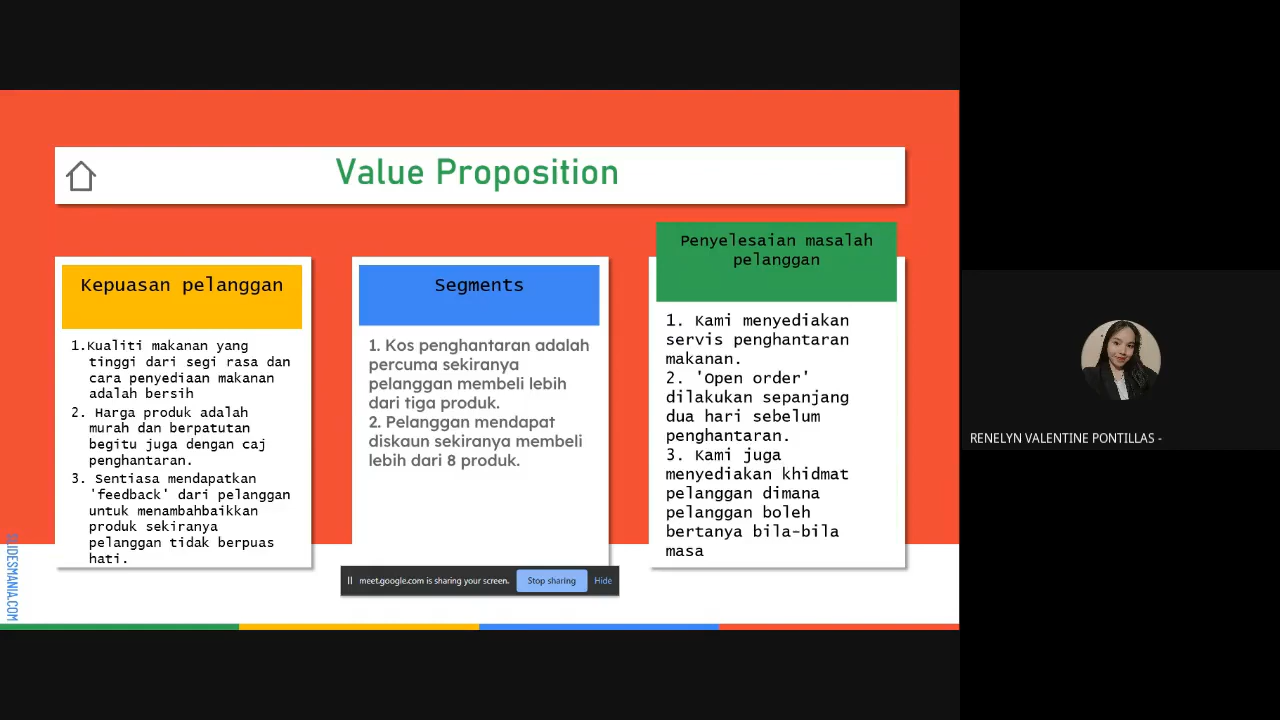 Value Proposition
Kepuasan pelanggan
1.Kualiti makanan yang
tinggi dari segi rasa dan
cara penyediaan makanan
adalah bersih
2. Harga produk adalah
murah dan berpatutan
begitu juga dengan caj
penghantaran.
3. Sentiasa mendapatkan
'feedback' dari pelanggan
untuk menambahbaikkan
produk sekiranya
pelanggan tidak berpuas
hati.
Segments
1. Kos penghantaran adalah
percuma sekiranya
pelanggan membeli lebih
dari tiga produk.
2. Pelanggan mendapat
diskaun sekiranya membeli
lebih dari 8 produk.
Penyelesaian masalah
pelanggan
1. Kami menyediakan
servis penghantaran
makanan.
2. 'Open order'
dilakukan sepanjang
dua hari sebelum
penghantaran.
3. Kami juga
menyediakan khidmat
pelanggan dimana
pelanggan boleh
bertanya bila-bila
masa
SLIDESMANIA.COM
meet.google.com is sharing your screen. Stop sharing Hide
RENELYN VALENTINE PONTILLAS -